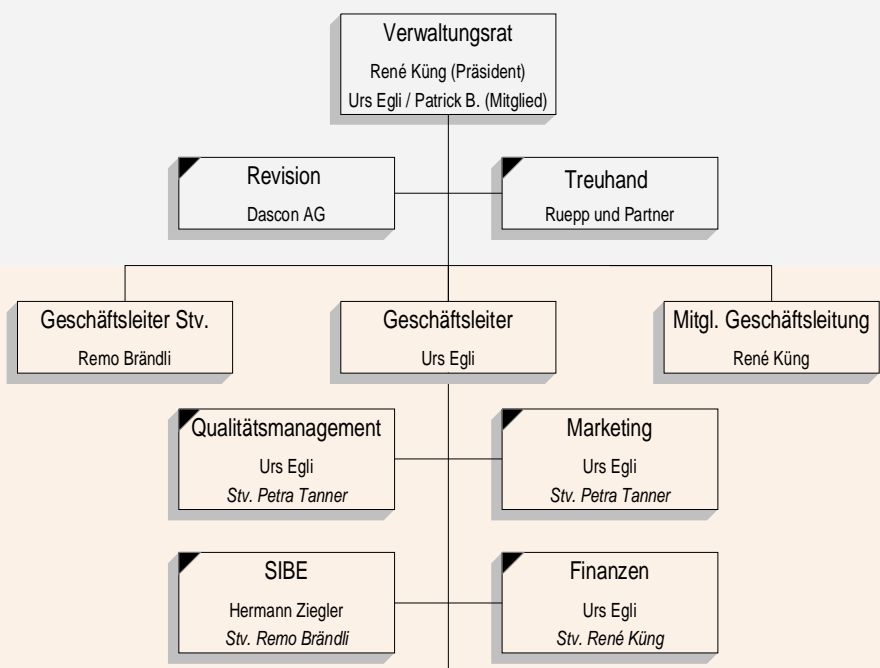 Verwaltungsrat
René Küng (Präsident)
Urs Egli / Patrick B. (Mitglied)
Revision
Dascon AG
Treuhand
Ruepp und Partner
Geschäftsleiter Stv.
Remo Brändli
Geschäftsleiter
Urs Egli
Mitgl. Geschäftsleitung
René Küng
Qualitätsmanagement
Urs Egli
Stv. Petra Tanner
Marketing
Urs Egli
Stv. Petra Tanner
SIBE
Hermann Ziegler
Stv. Remo Brändli
Finanzen
Urs Egli
Stv. René Küng